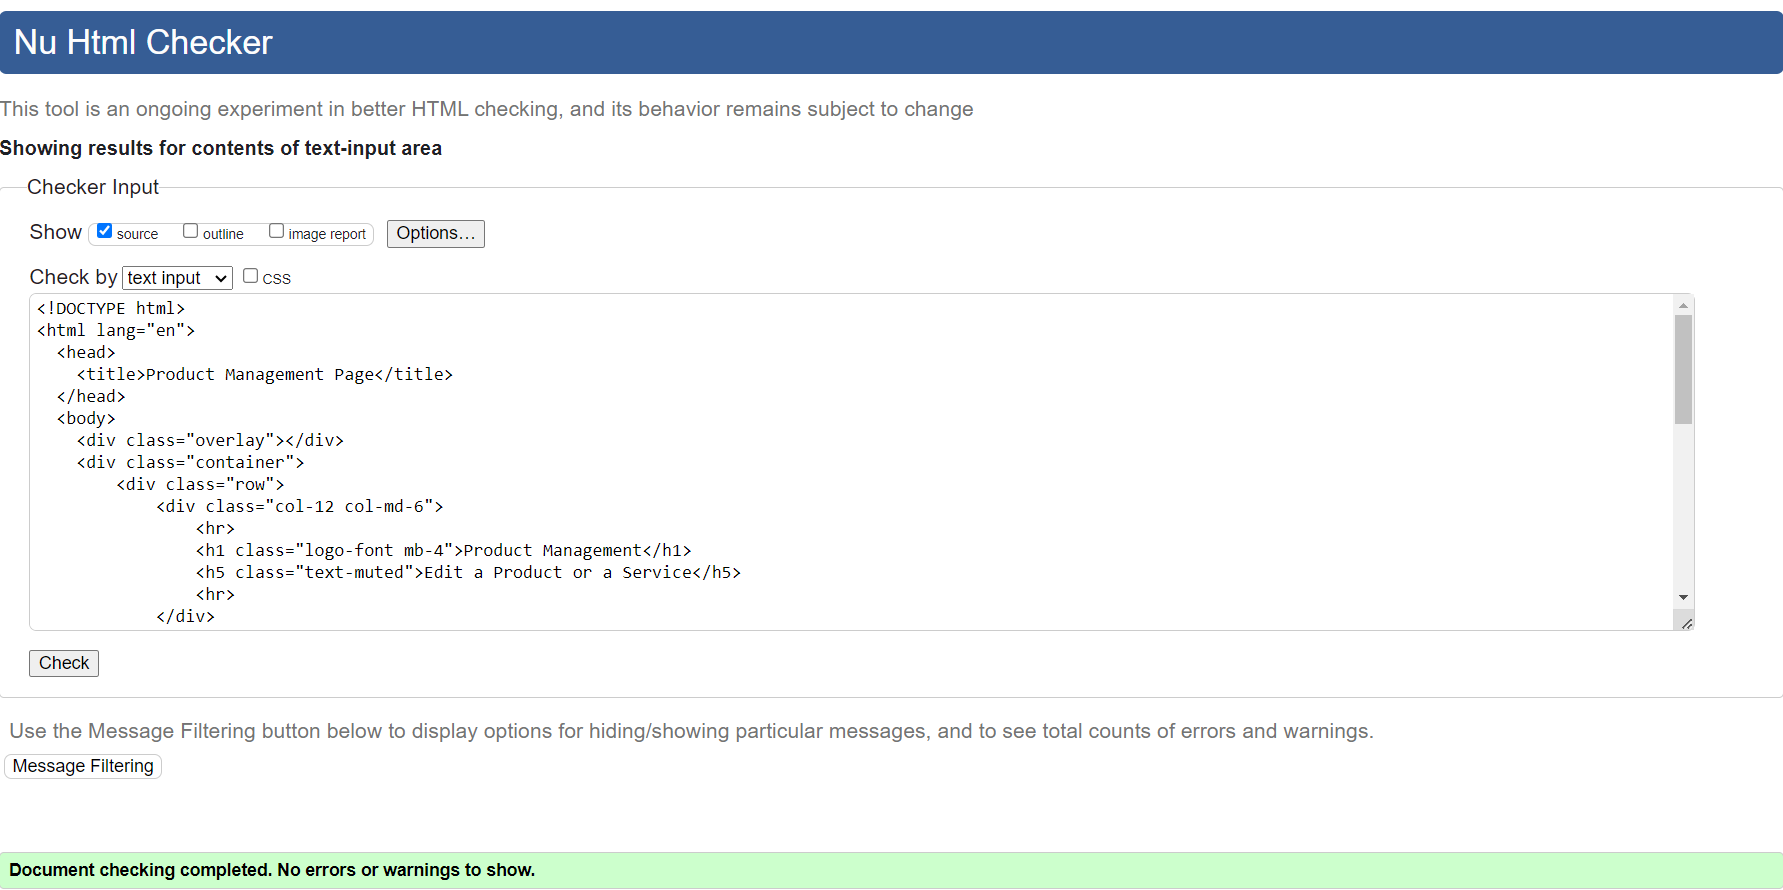 Nu Html Checker
This tool is an ongoing experiment in better HTML checking, and its behavior remains subject to change
Showing results for contents of text-input area
Checker Input
Show source outline image report Options...
Check by text input CSS
<!DOCTYPE html>
<html lang="en">
  <head>
    <title>Product Management Page</title>
  </head>
  <body>
    <div class="overlay"></div>
    <div class="container">
        <div class="row">
            <div class="col-12 col-md-6">
                <hr>
                <h1 class="logo-font mb-4">Product Management</h1>
                <h5 class="text-muted">Edit a Product or a Service</h5>
                <hr>
            </div>
Check
Use the Message Filtering button below to display options for hiding/showing particular messages, and to see total counts of errors and warnings.
Message Filtering
Document checking completed. No errors or warnings to show.